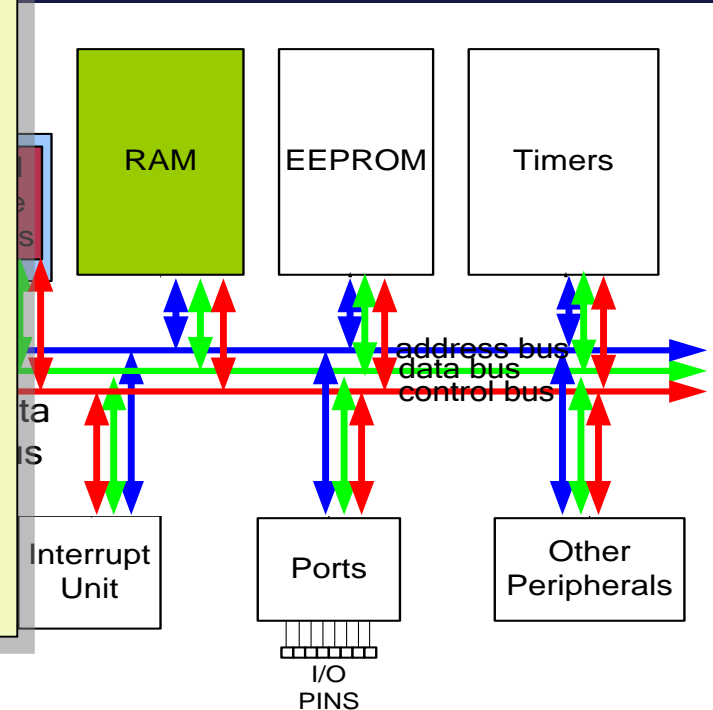 RAM
EEPROM
Timers
address bus
data bus
control bus
Interrupt
Unit
Ports
Other
Peripherals
I/O
PINS